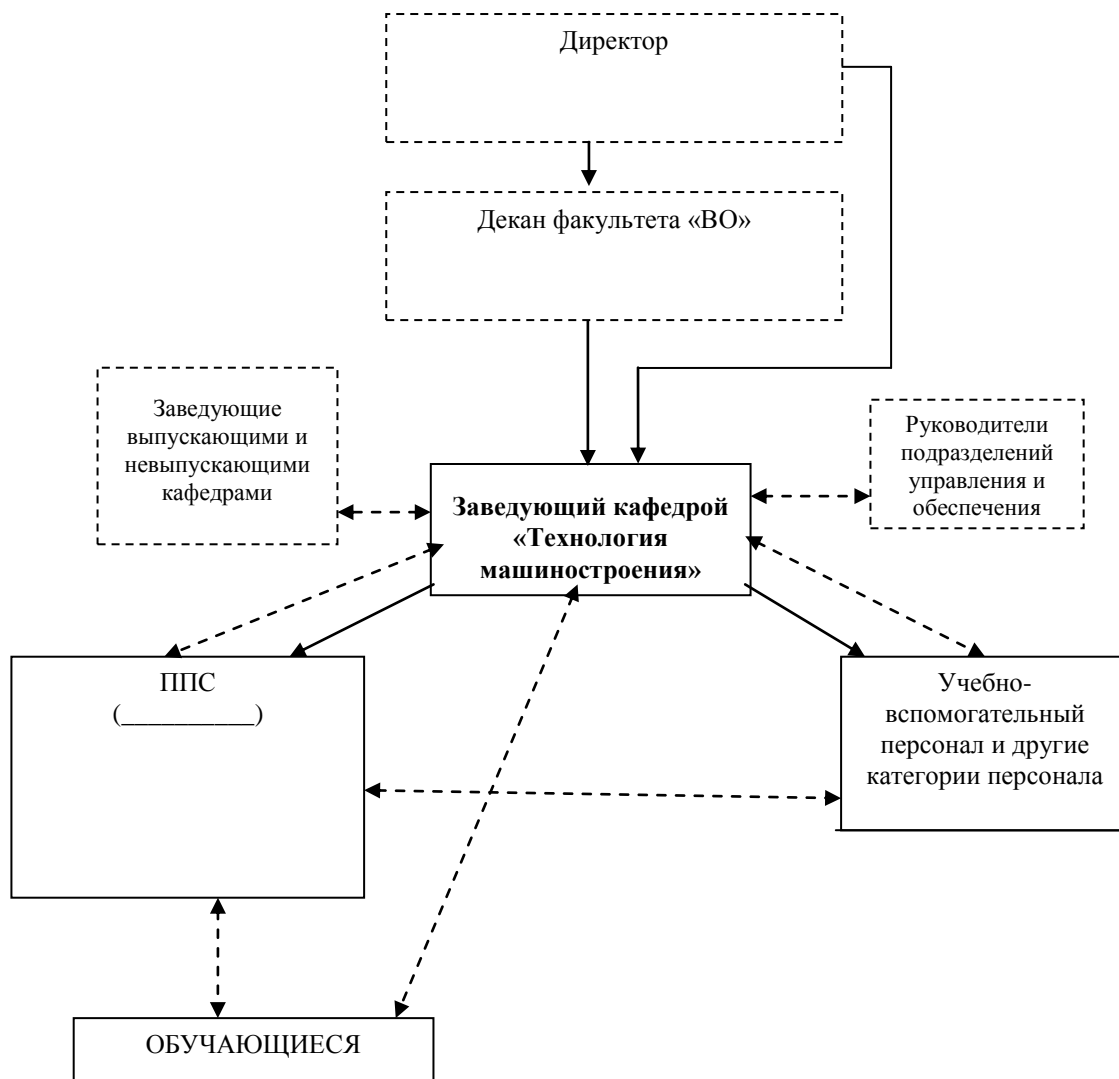 Директор
Декан факультета «ВО»
Заведующие
выпускающими и
невыпускающими
кафедрами
Руководители
подразделений
управления и
обеспечения
Заведующий кафедрой
«Технология
машиностроения»
ППС
(__________)
Учебно-
вспомогательный
персонал и другие
категории персонала
ОБУЧАЮЩИЕСЯ